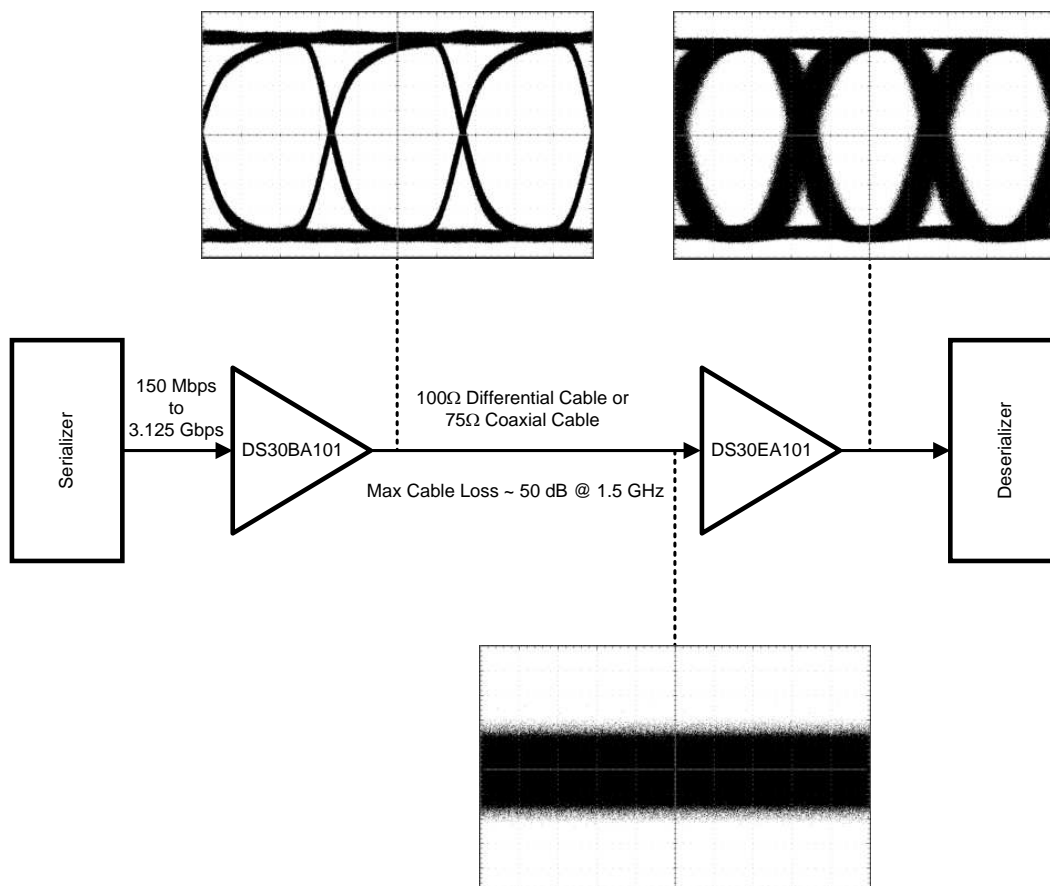 Serializer
150 Mbps
to
3.125 Gbps
DS30BA101
100Ω Differential Cable or
75Ω Coaxial Cable
Max Cable Loss ~ 50 dB @ 1.5 GHz
DS30EA101
Deserializer